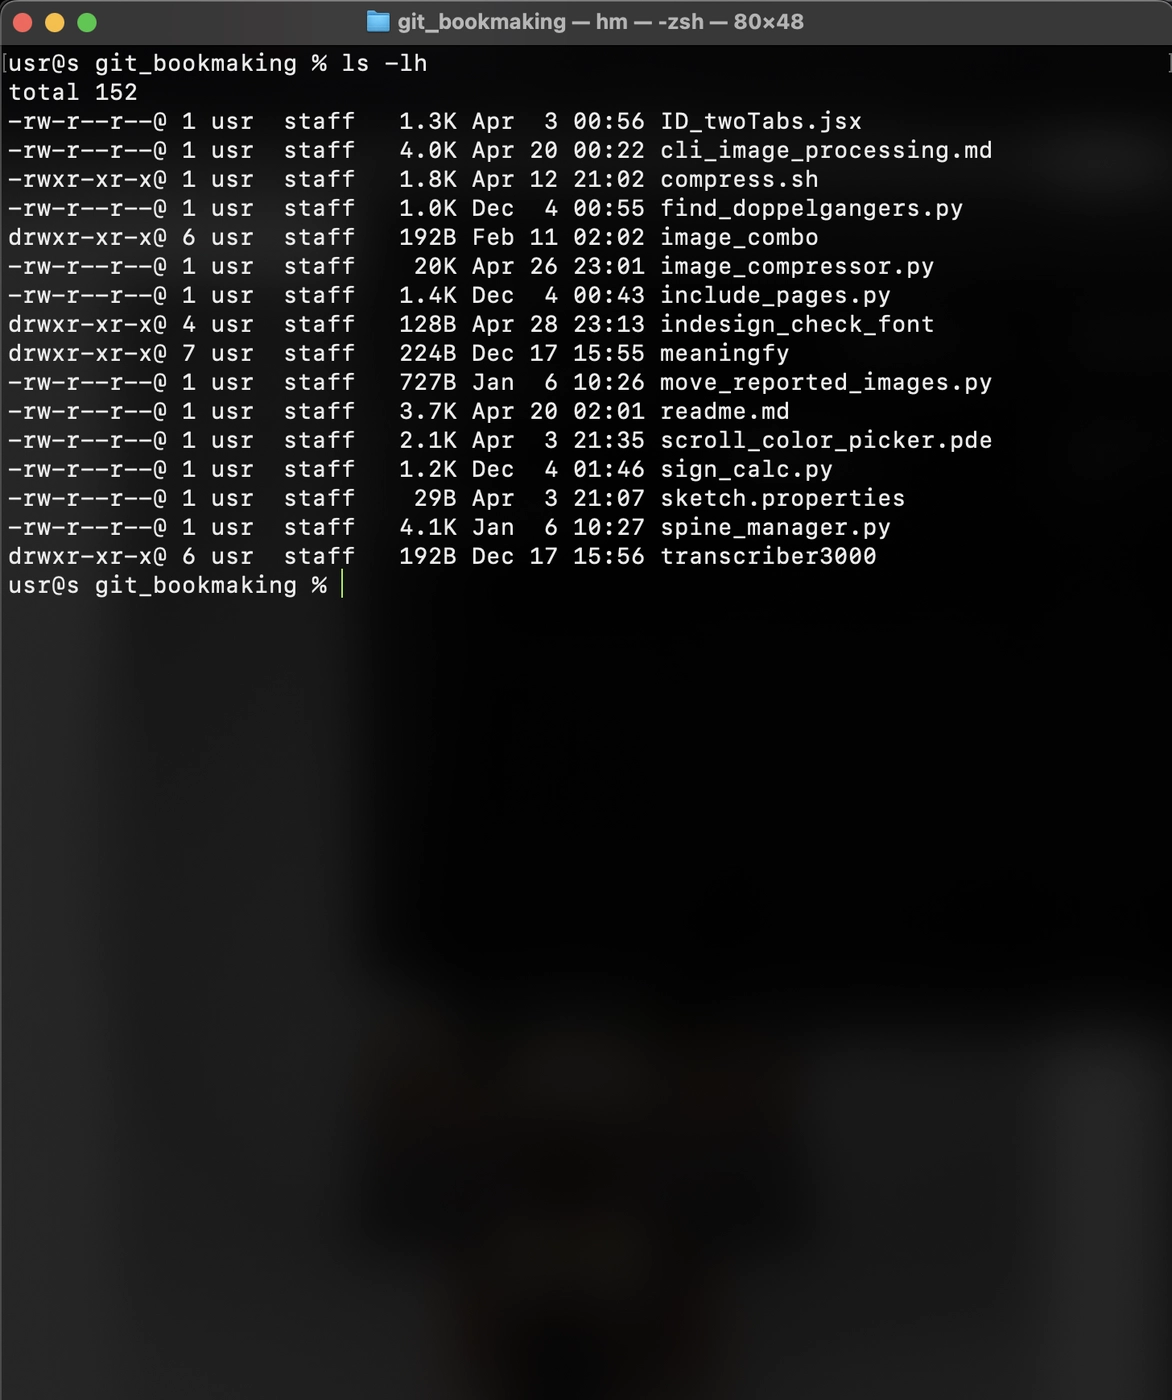 git_bookmaking — hm — -zsh — 80×48
usr@s git_bookmaking % ls -lh
total 152
-rw-r--r--@ 1 usr  staff   1.3K Apr  3 00:56 ID_twoTabs.jsx
-rw-r--r--@ 1 usr  staff   4.0K Apr 20 00:22 cli_image_processing.md
-rwxr-xr-x@ 1 usr  staff   1.8K Apr 12 21:02 compress.sh
-rw-r--r--@ 1 usr  staff   1.0K Dec  4 00:55 find_doppelgangers.py
drwxr-xr-x@ 6 usr  staff   192B Feb 11 02:02 image_combo
-rw-r--r--@ 1 usr  staff    20K Apr 26 23:01 image_compressor.py
-rw-r--r--@ 1 usr  staff   1.4K Dec  4 00:43 include_pages.py
drwxr-xr-x@ 4 usr  staff   128B Apr 28 23:13 indesign_check_font
drwxr-xr-x@ 7 usr  staff   224B Dec 17 15:55 meaningfy
-rw-r--r--@ 1 usr  staff   727B Jan  6 10:26 move_reported_images.py
-rw-r--r--@ 1 usr  staff   3.7K Apr 20 02:01 readme.md
-rw-r--r--@ 1 usr  staff   2.1K Apr  3 21:35 scroll_color_picker.pde
-rw-r--r--@ 1 usr  staff   1.2K Dec  4 01:46 sign_calc.py
-rw-r--r--@ 1 usr  staff    29B Apr  3 21:07 sketch.properties
-rw-r--r--@ 1 usr  staff   4.1K Jan  6 10:27 spine_manager.py
drwxr-xr-x@ 6 usr  staff   192B Dec 17 15:56 transcriber3000
usr@s git_bookmaking %